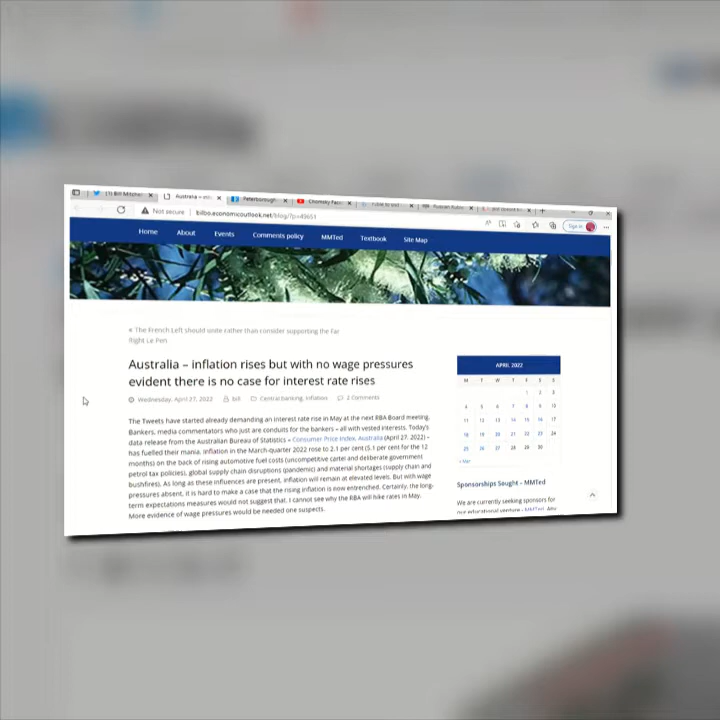 (1) Bill Mitchel
Australia – infl
Peterborough
Chomsky
Russian
Not secure
bilbo.economicoutlook.net/blog/?p=49651
Sign in
Home
About
Events
Comments policy
MMTed
Textbook
Site Map
« The French Left should unite rather than consider supporting the Far
Right Le Pen
Australia – inflation rises but with no wage pressures
evident there is no case for interest rate rises
Wednesday, April 27, 2022
bill
Central banking, Inflation
2 Comments
The Tweets have started already demanding an interest rate rise in May at the next RBA Board meeting.
Bankers, media commentators who just are conduits for the bankers – all with vested interests. Today's
data release from the Australian Bureau of Statistics – Consumer Price Index, Australia (April 27, 2022) –
has fuelled their mania. Inflation in the March-quarter 2022 rose to 2.1 per cent (5.1 per cent for the 12
months) on the back of rising automotive fuel costs (uncompetitive cartel and deliberate government
petrol tax policies), global supply chain disruptions (pandemic) and material shortages (supply chain and
bushfires). As long as these influences are present, inflation will remain at elevated levels. But with wage
pressures absent, it is hard to make a case that the rising inflation is now entrenched. Certainly, the long-
term expectations measures would not suggest that. I cannot see why the RBA will hike rates in May.
More evidence of wage pressures would be needed one suspects.
APRIL 2022
M T W T F S S
1 2 3
4 5 6 7 8 9 10
11 12 13 14 15 16 17
18 19 20 21 22 23 24
25 26 27 28 29 30
« Mar
Sponsorships Sought – MMTed
We are currently seeking sponsors for
our educational venture – MMTed.